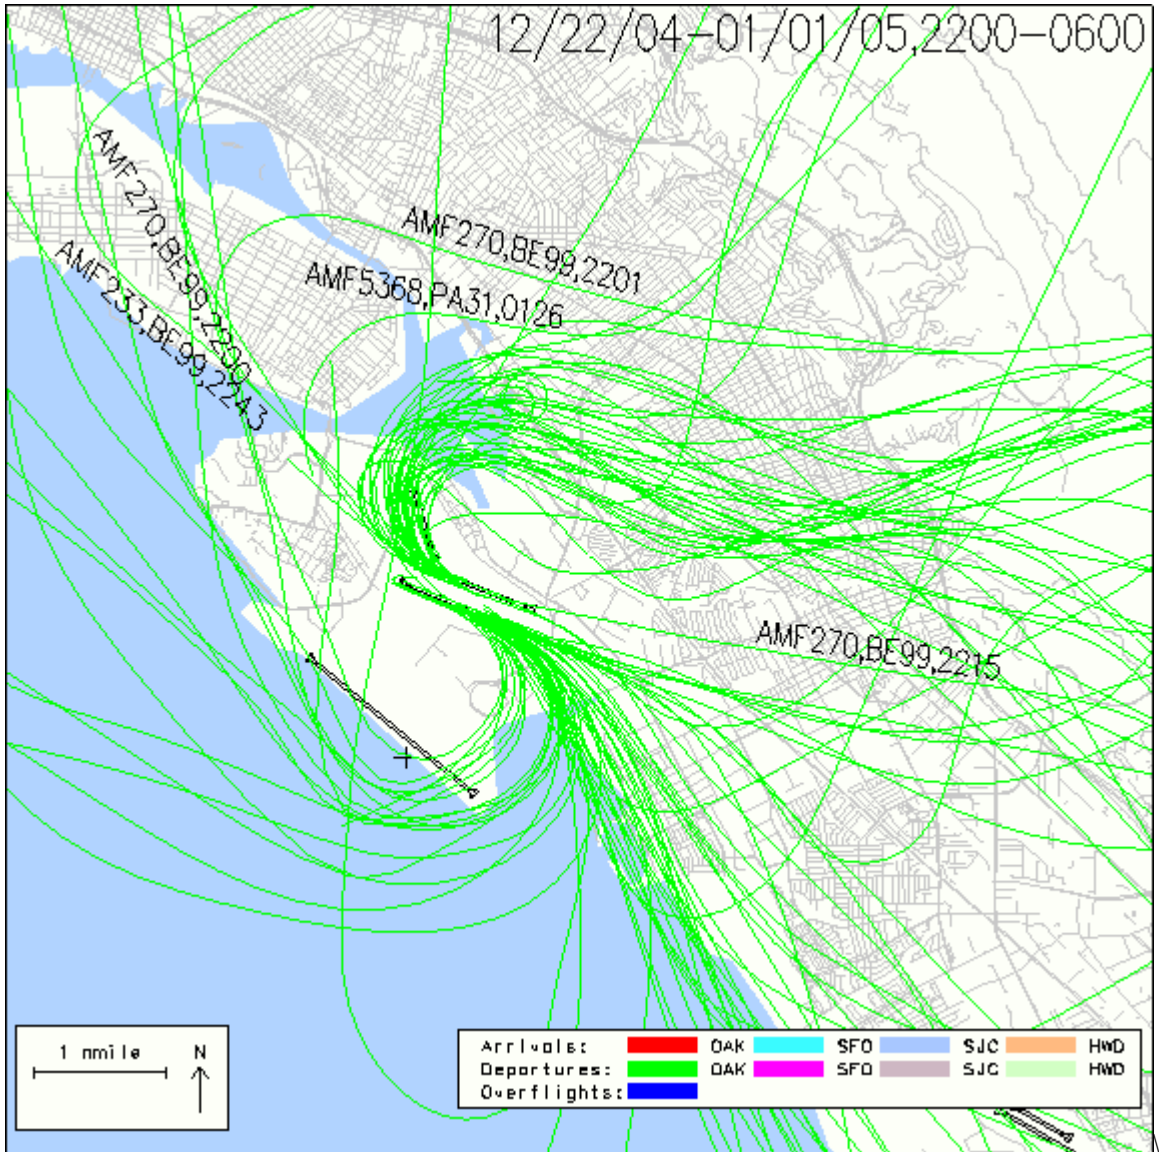 12/22/04-01/01/05,2200-0600
AMF270,BE99,2200
AMF233,BE99,2243
AMF270,BE99,2201
AMF5368,PA31,0126
AMF270,BE99,2215
1 nmile N
Arrivals: OAK SFO SJC HWD
Departures: OAK SFO SJC HWD
Overflights: